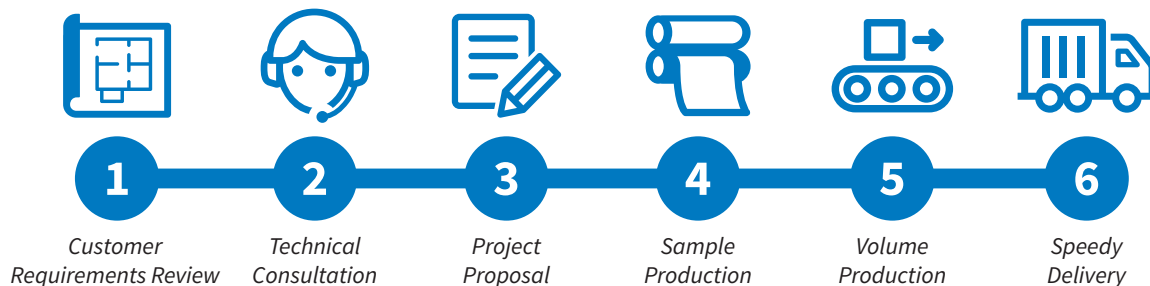 1 2 3 4 5 6
Customer Technical Project Sample Volume Speedy
Requirements Review Consultation Proposal Production Production Delivery